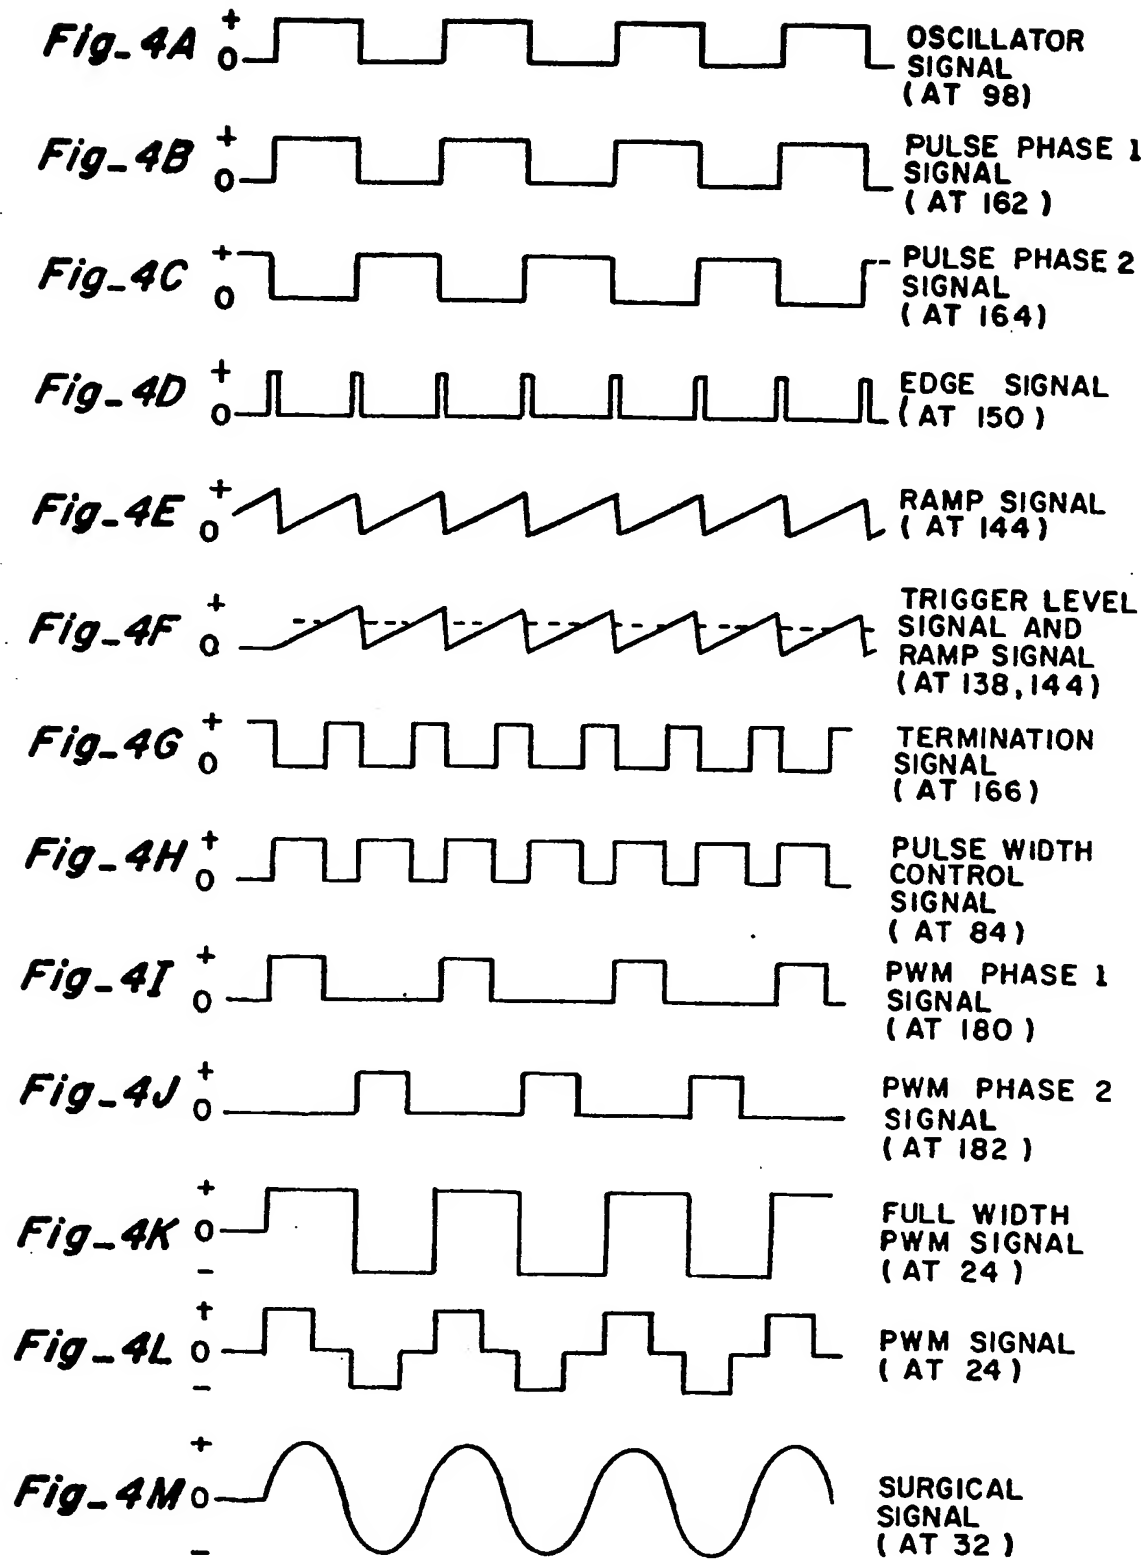 Fig_4A
+
0
OSCILLATOR
SIGNAL
(AT 98)
Fig_4B
+
0
PULSE PHASE 1
SIGNAL
(AT 162)
Fig_4C
+
0
PULSE PHASE 2
SIGNAL
(AT 164)
Fig_4D
+
0
EDGE SIGNAL
(AT 150)
Fig_4E
+
0
RAMP SIGNAL
(AT 144)
Fig_4F
+
0
TRIGGER LEVEL
SIGNAL AND
RAMP SIGNAL
(AT 138,144)
Fig_4G
+
0
TERMINATION
SIGNAL
(AT 166)
Fig_4H
+
0
PULSE WIDTH
CONTROL
SIGNAL
(AT 84)
Fig_4I
+
0
PWM PHASE 1
SIGNAL
(AT 180)
Fig_4J
+
0
PWM PHASE 2
SIGNAL
(AT 182)
Fig_4K
+
0
-
FULL WIDTH
PWM SIGNAL
(AT 24)
Fig_4L
+
0
-
PWM SIGNAL
(AT 24)
Fig_4M
+
0
-
SURGICAL
SIGNAL
(AT 32)